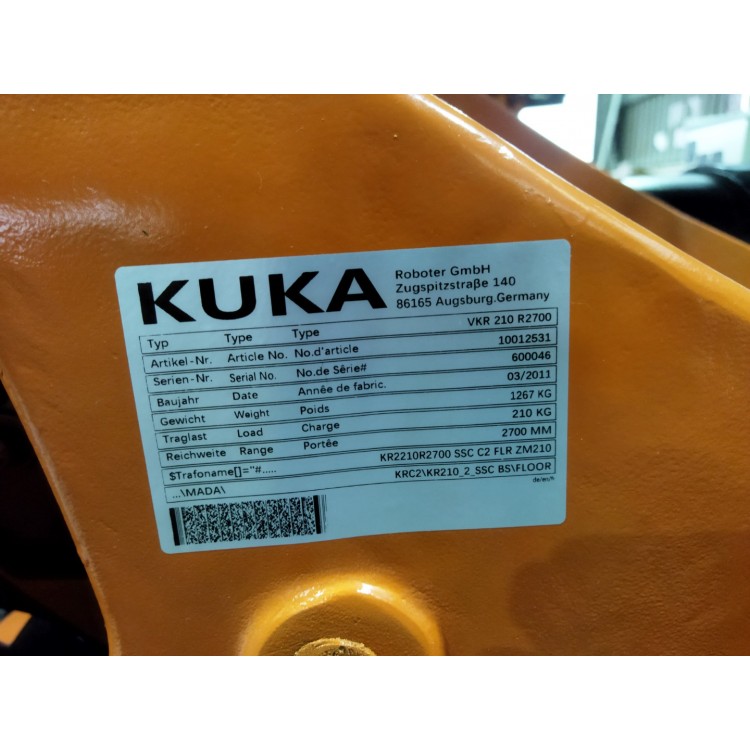 KUKA
Roboter GmbH
Zugspitzstraße 140
86165 Augsburg.Germany
Typ Type Type VKR 210 R2700
Artikel-Nr. Article No. No.d'article 10012531
Serien-Nr. Serial No. No.de Série# 600046
Baujahr Date Année de fabric. 03/2011
Gewicht Weight Poids 1267 KG
Traglast Load Charge 210 KG
Reichweite Range Portée 2700 MM
$Trafoname[]="#..... KR2210R2700 SSC C2 FLR ZM210
...\MADA\ KRC2\KR210_2_SSC BS\FLOOR